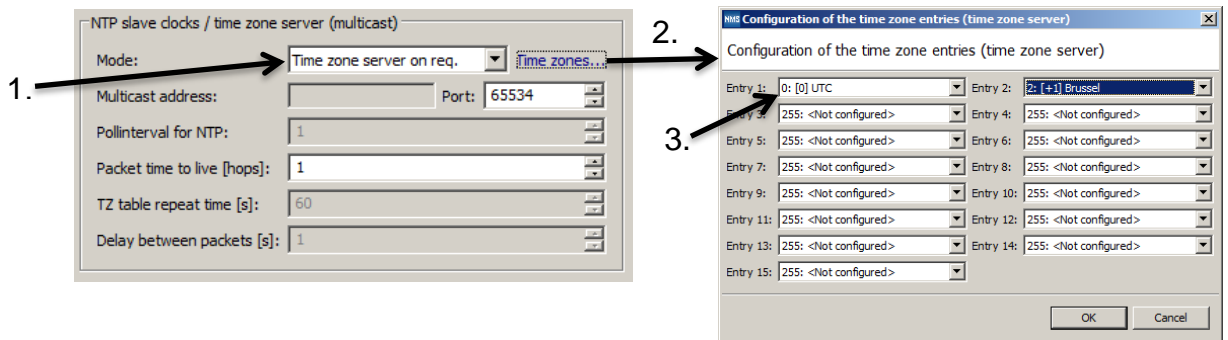 NTP slave clocks / time zone server (multicast)
1.
Mode: Time zone server on req. Time zones...
Multicast address: Port: 65534
Pollinterval for NTP: 1
Packet time to live [hops]: 1
TZ table repeat time [s]: 60
Delay between packets [s]: 1
2.
NMS Configuration of the time zone entries (time zone server)
Configuration of the time zone entries (time zone server)
3.
Entry 1: 0: [0] UTC Entry 2: 2: [+1] Brussel
Entry 3: 255: <Not configured> Entry 4: 255: <Not configured>
Entry 5: 255: <Not configured> Entry 6: 255: <Not configured>
Entry 7: 255: <Not configured> Entry 8: 255: <Not configured>
Entry 9: 255: <Not configured> Entry 10: 255: <Not configured>
Entry 11: 255: <Not configured> Entry 12: 255: <Not configured>
Entry 13: 255: <Not configured> Entry 14: 255: <Not configured>
Entry 15: 255: <Not configured>
OK Cancel